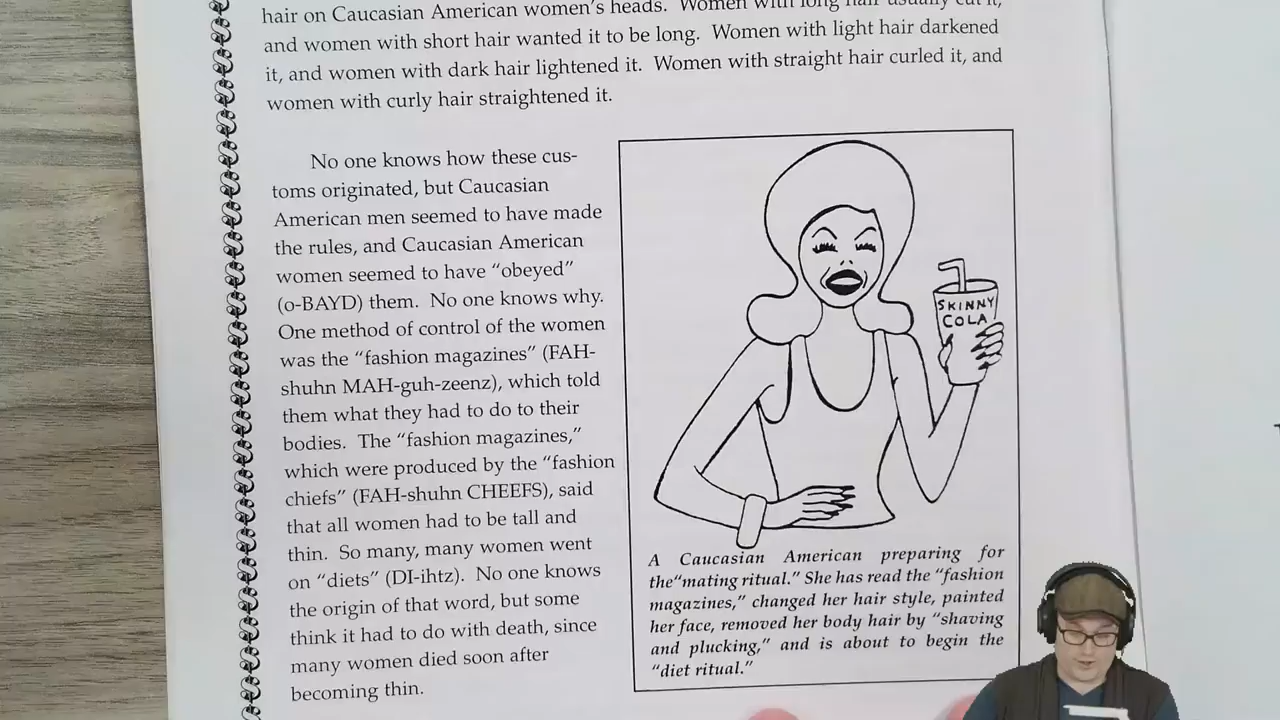 hair on Caucasian American women's heads. Women with long hair usually cut it,
and women with short hair wanted it to be long. Women with light hair darkened
it, and women with dark hair lightened it. Women with straight hair curled it, and
women with curly hair straightened it.
No one knows how these cus-
toms originated, but Caucasian
American men seemed to have made
the rules, and Caucasian American
women seemed to have "obeyed"
(o-BAYD) them. No one knows why.
One method of control of the women
was the "fashion magazines" (FAH-
shuhn MAH-guh-zeenz), which told
them what they had to do to their
bodies. The "fashion magazines,"
which were produced by the "fashion
chiefs" (FAH-shuhn CHEEFS), said
that all women had to be tall and
thin. So many, many women went
on "diets" (DI-ihtz). No one knows
the origin of that word, but some
think it had to do with death, since
many women died soon after
becoming thin.
SKINNY
COLA
A Caucasian American preparing for
the"mating ritual." She has read the "fashion
magazines," changed her hair style, painted
her face, removed her body hair by "shaving
and plucking," and is about to begin the
"diet ritual."